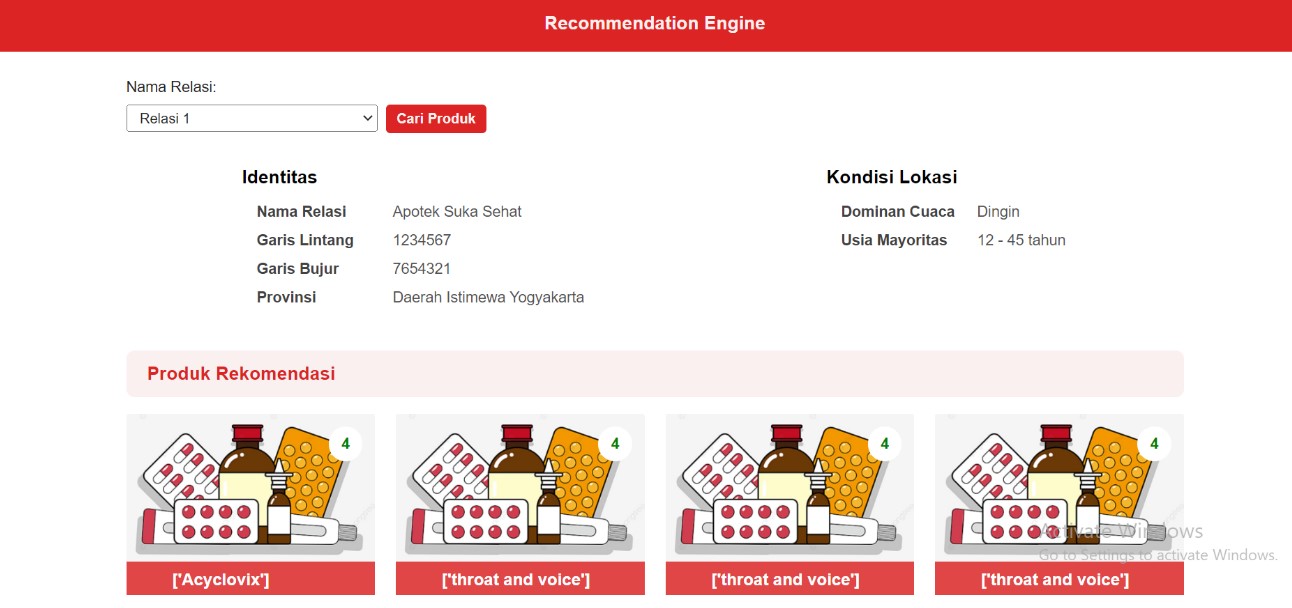 Recommendation Engine
Nama Relasi:
Relasi 1
Cari Produk
Identitas
Nama Relasi Apotek Suka Sehat
Garis Lintang 1234567
Garis Bujur 7654321
Provinsi Daerah Istimewa Yogyakarta
Kondisi Lokasi
Dominan Cuaca Dingin
Usia Mayoritas 12 - 45 tahun
Produk Rekomendasi
4
4
4
4
Activate Windows
Go to Settings to activate Windows.
['Acyclovix']
['throat and voice']
['throat and voice']
['throat and voice']